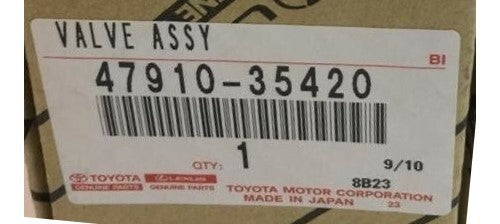 VALVE ASSY
BI
47910-35420
QTY: 1
9/10
8B23
TOYOTA LEXUS
GENUINE PARTS GENUINE PARTS
TOYOTA MOTOR CORPORATION
MADE IN JAPAN 23